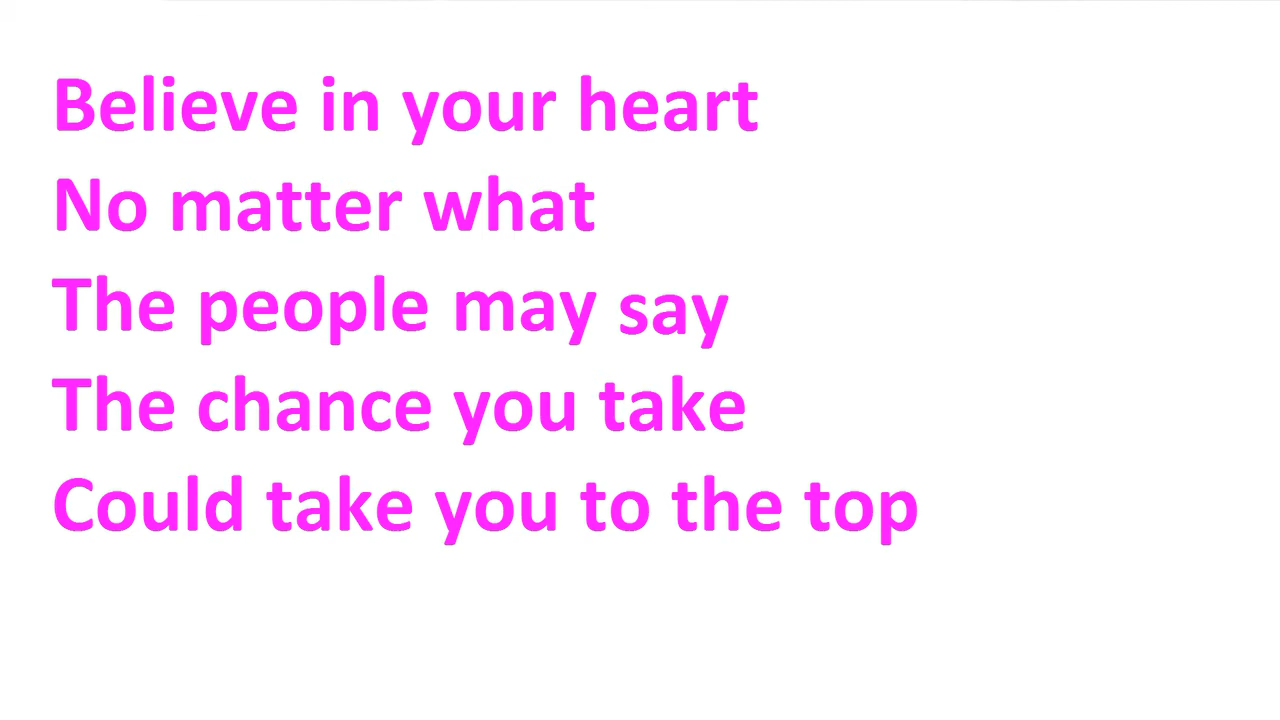 Believe in your heart
No matter what
The people may say
The chance you take
Could take you to the top